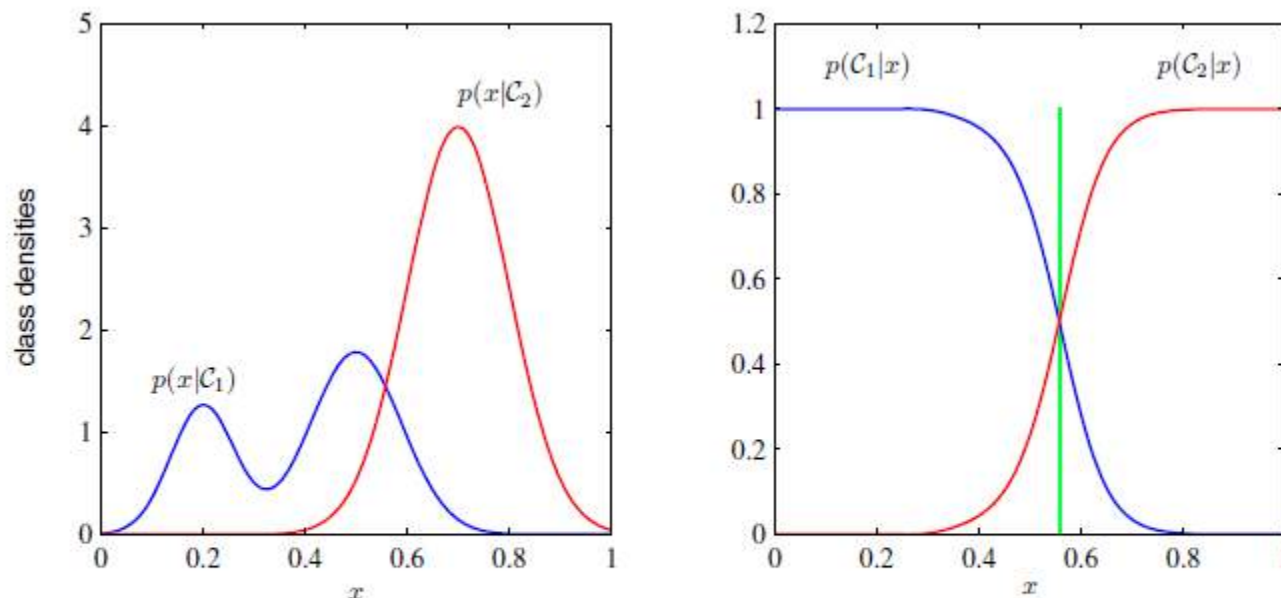 5
4
3
2
1
0
class densities
p(x|C₂)
p(x|C₁)
0 0.2 0.4 0.6 0.8 1
x
1.2
1
0.8
0.6
0.4
0.2
0
p(C₁|x) p(C₂|x)
0 0.2 0.4 0.6 0.8
x